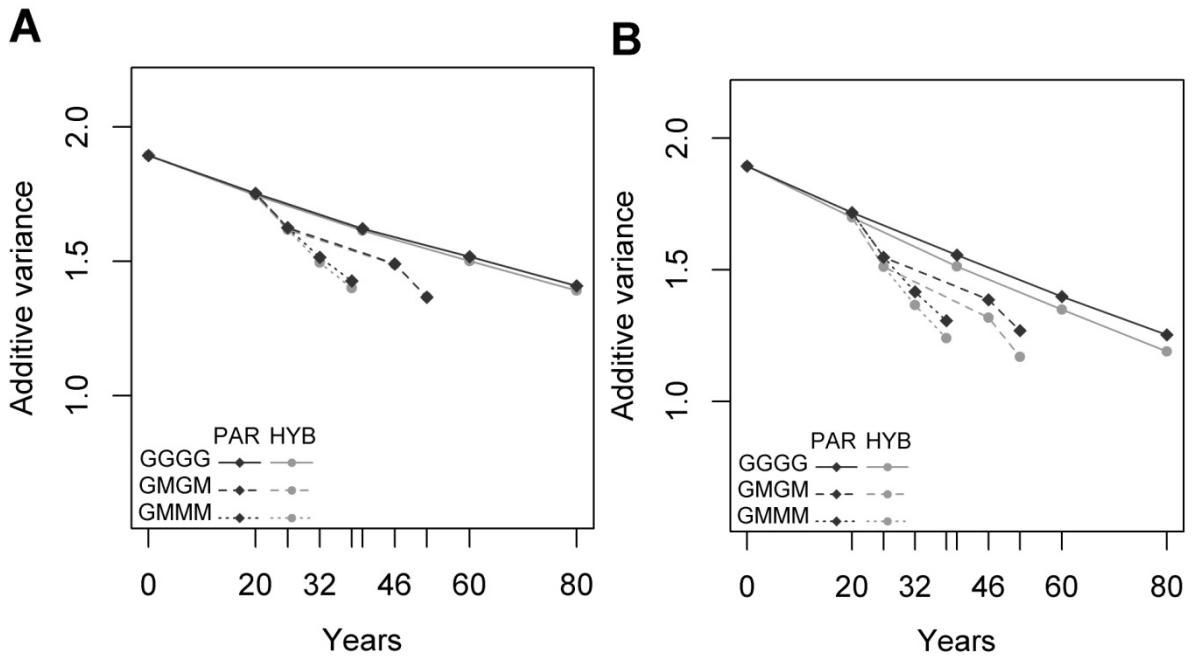 A
Additive variance
2.0
1.5
1.0
PAR HYB
GGGG
GMGM
GMMM
0 20 32 46 60 80
Years
B
Additive variance
2.0
1.5
1.0
PAR HYB
GGGG
GMGM
GMMM
0 20 32 46 60 80
Years